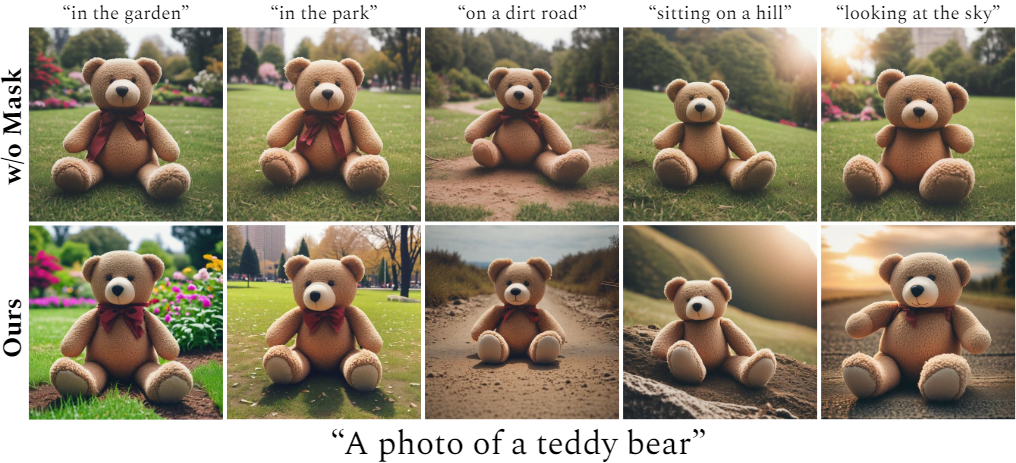 “in the garden”
“in the park”
“on a dirt road”
“sitting on a hill”
“looking at the sky”
w/o Mask
Ours
“A photo of a teddy bear”